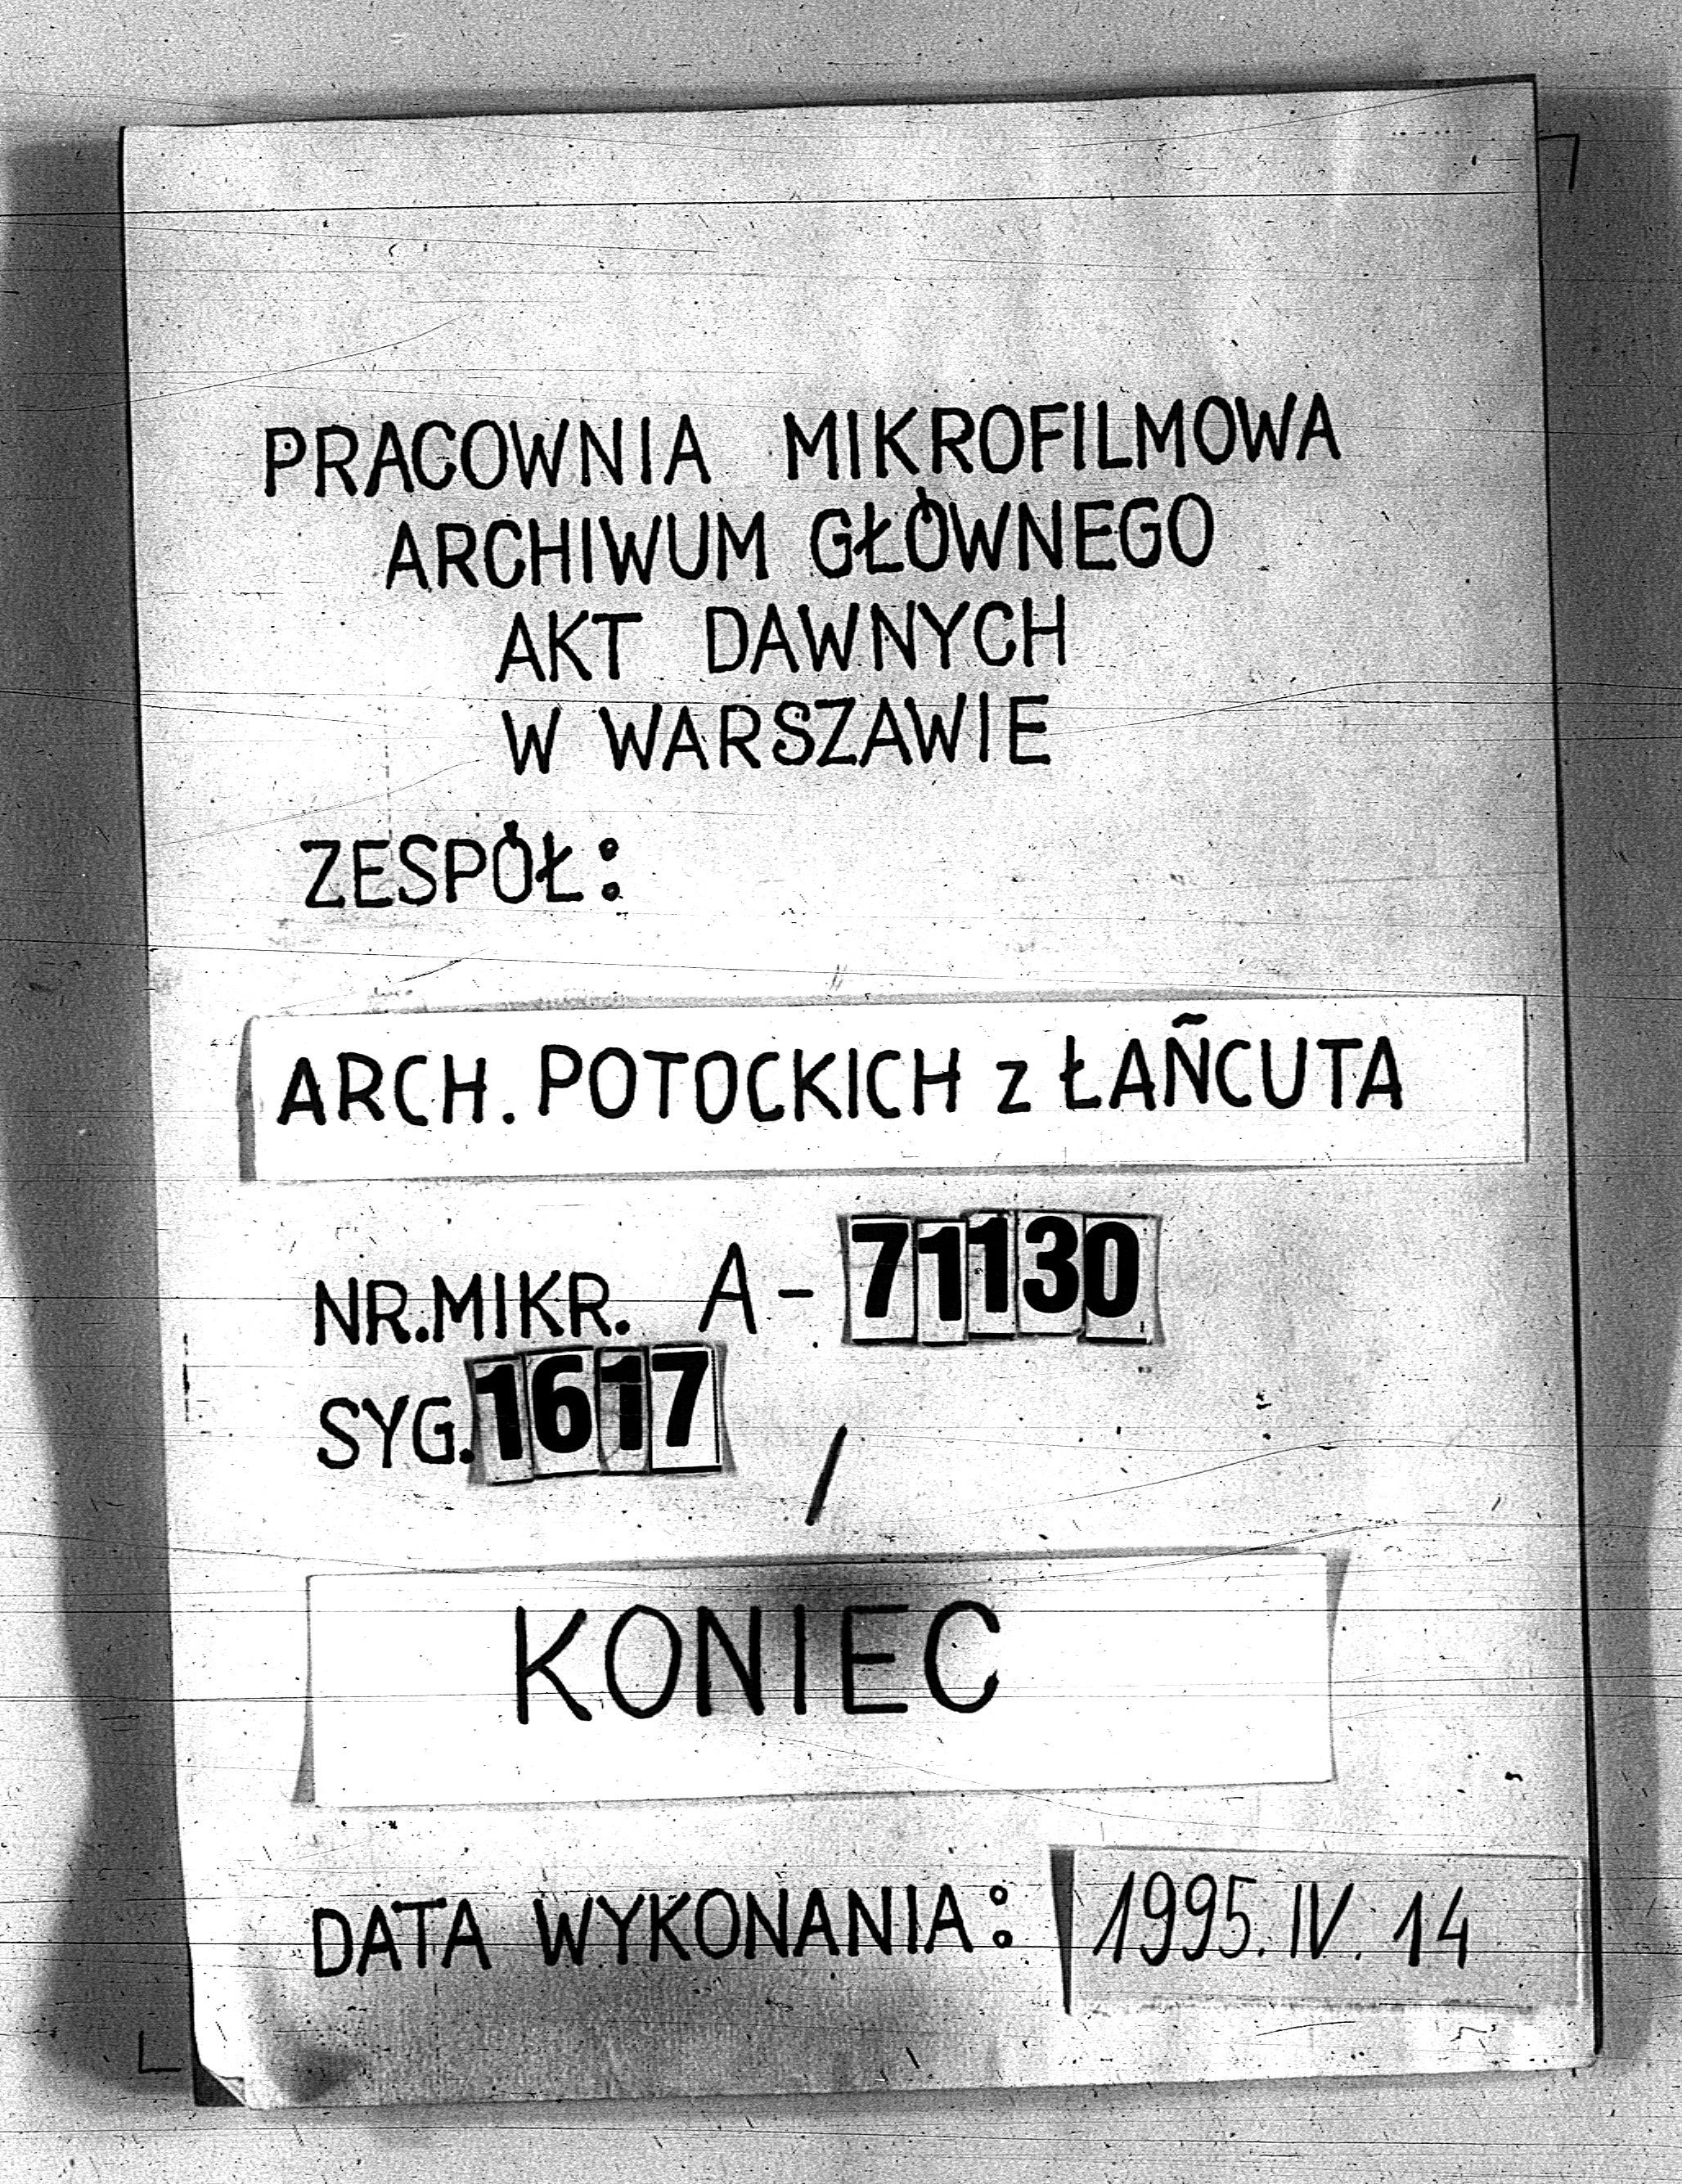 PRACOWNIA MIKROFILMOWA
ARCHIWUM GŁÓWNEGO
AKT DAWNYCH
W WARSZAWIE
ZESPÓŁ:
ARCH. POTOCKICH z ŁAŃCUTA
NR.MIKR. A-71130
SYG.1617
/
KONIEC
DATA WYKONANIA: 1995.IV.14